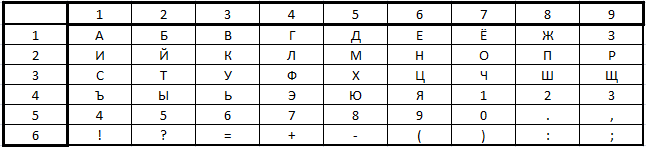 1 2 3 4 5 6 7 8 9
1 А Б В Г Д Е Ё Ж З
2 И Й К Л М Н О П Р
3 С Т У Ф Х Ц Ч Ш Щ
4 Ъ Ы Ь Э Ю Я 1 2 3
5 4 5 6 7 8 9 0 . ,
6 ! ? = + - ( ) : ;